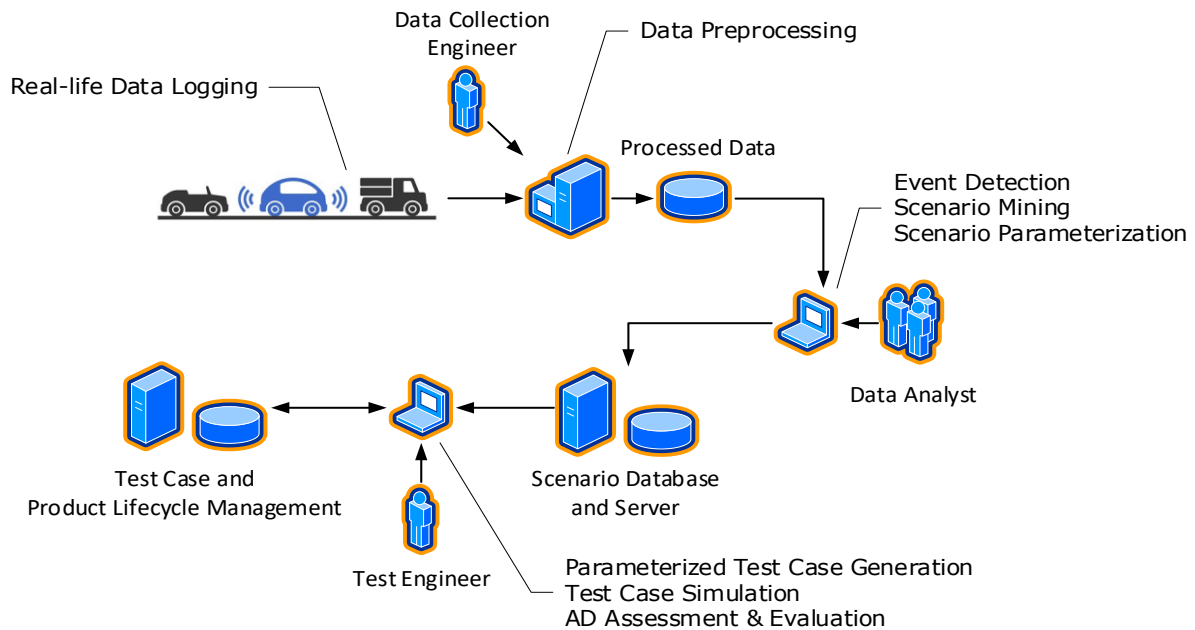 Data Collection
Engineer
Data Preprocessing
Real-life Data Logging
Processed Data
Event Detection
Scenario Mining
Scenario Parameterization
Data Analyst
Test Case and
Product Lifecycle Management
Scenario Database
and Server
Test Engineer
Parameterized Test Case Generation
Test Case Simulation
AD Assessment & Evaluation